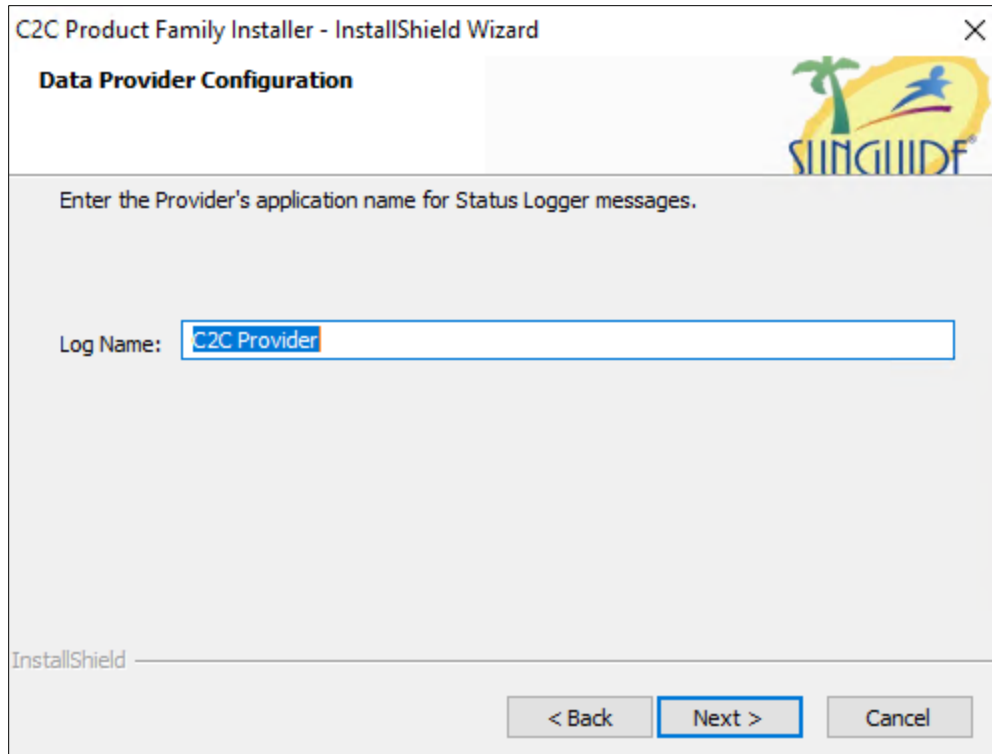 C2C Product Family Installer - InstallShield Wizard
Data Provider Configuration
SUNGUIDE®
Enter the Provider's application name for Status Logger messages.
Log Name: C2C Provider
InstallShield
< Back Next > Cancel